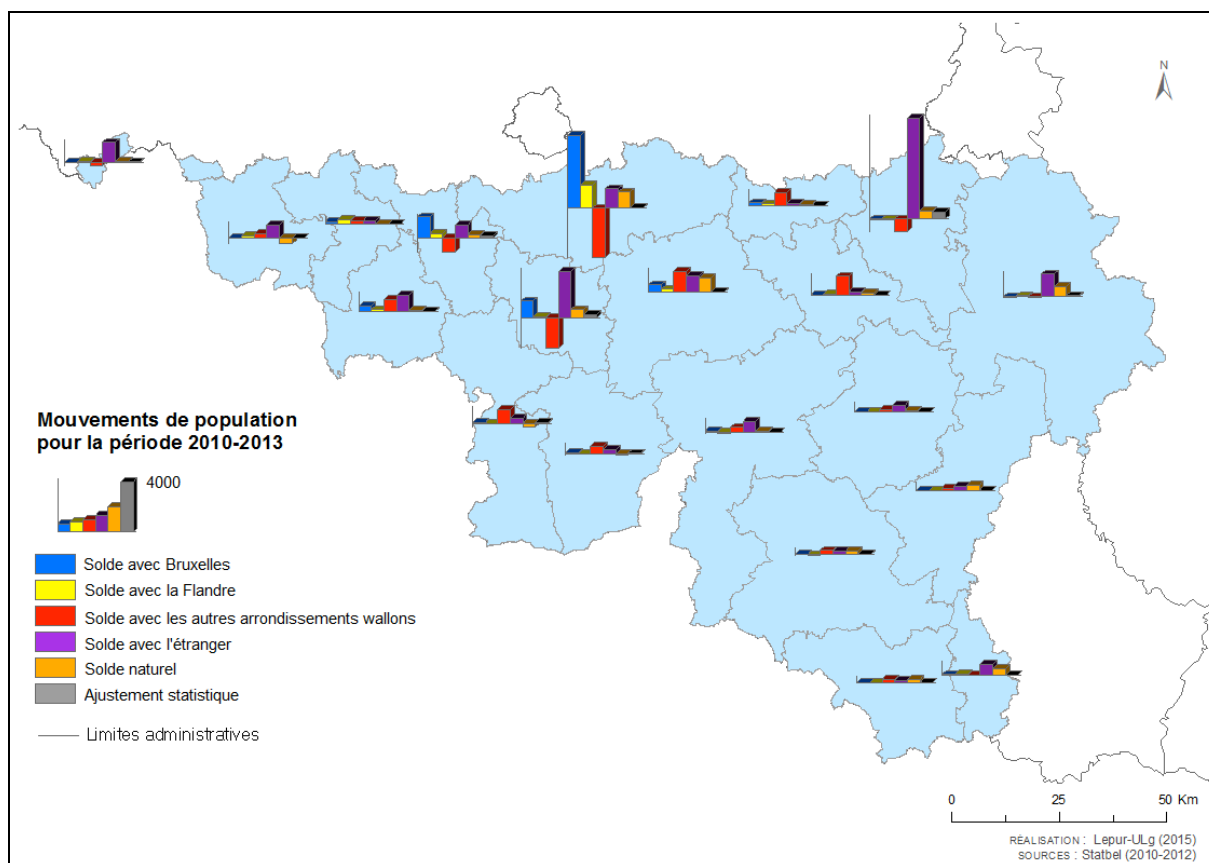 N
Mouvements de population
pour la période 2010-2013
4000
Solde avec Bruxelles
Solde avec la Flandre
Solde avec les autres arrondissements wallons
Solde avec l'étranger
Solde naturel
Ajustement statistique
Limites administratives
0 25 50 Km
RÉALISATION : Lepur-ULg (2015)
SOURCES : Statbel (2010-2012)